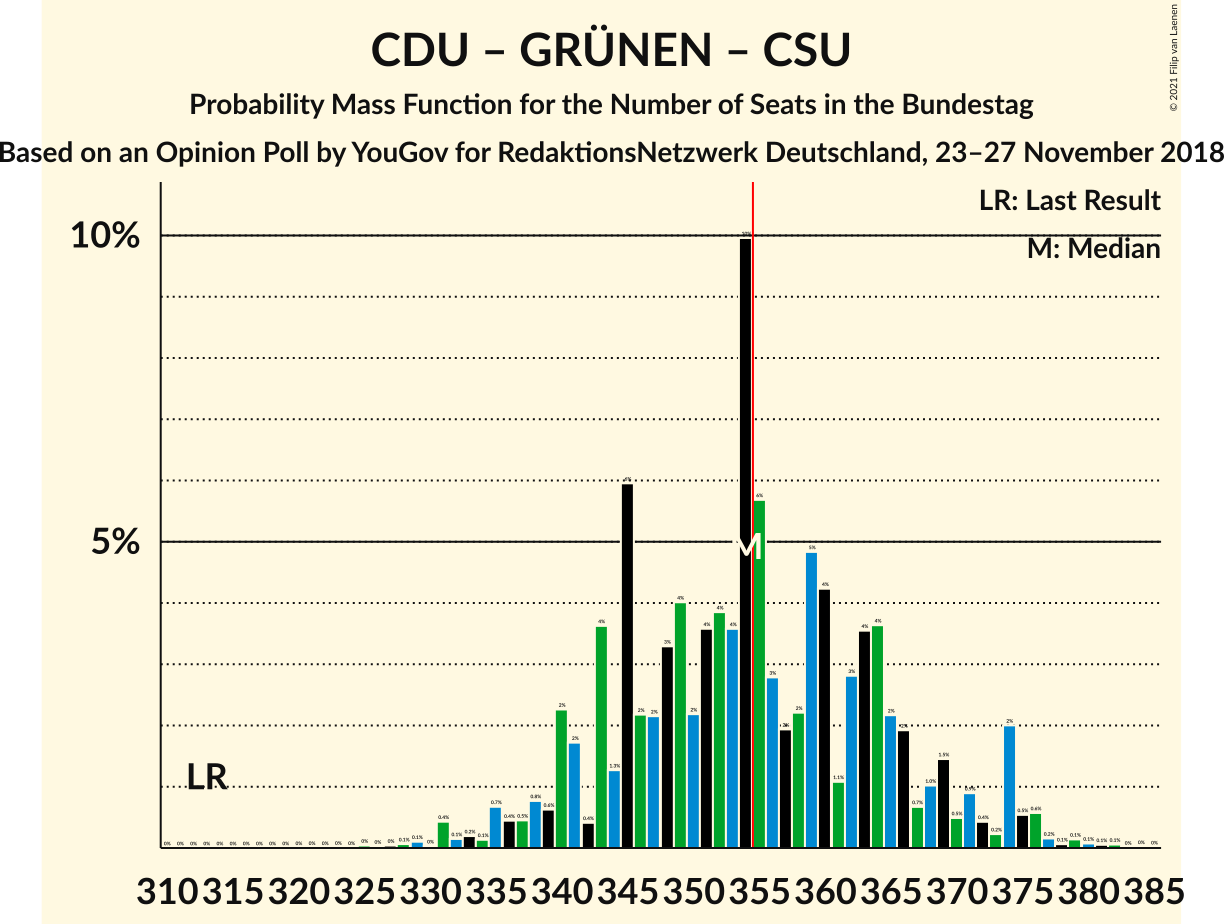 CDU – GRÜNEN – CSU
Probability Mass Function for the Number of Seats in the Bundestag
Based on an Opinion Poll by YouGov for RedaktionsNetzwerk Deutschland, 23–27 November 2018
© 2021 Filip van Laenen
LR: Last Result
M: Median
10%
5%
LR
M
310 315 320 325 330 335 340 345 350 355 360 365 370 375 380 385